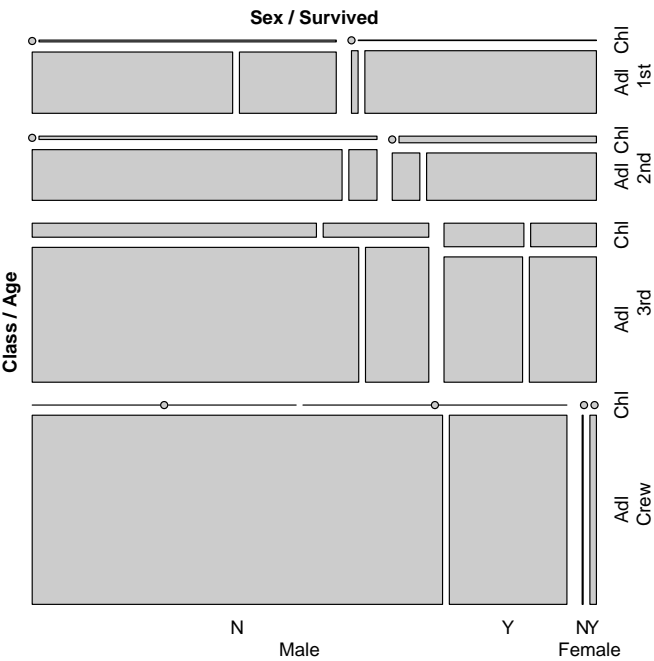 Sex / Survived
Chl
Adl
1st
Chl
Adl
2nd
Chl
Adl
3rd
Chl
Adl
Crew
Class / Age
N
Y
NY
Male
Female